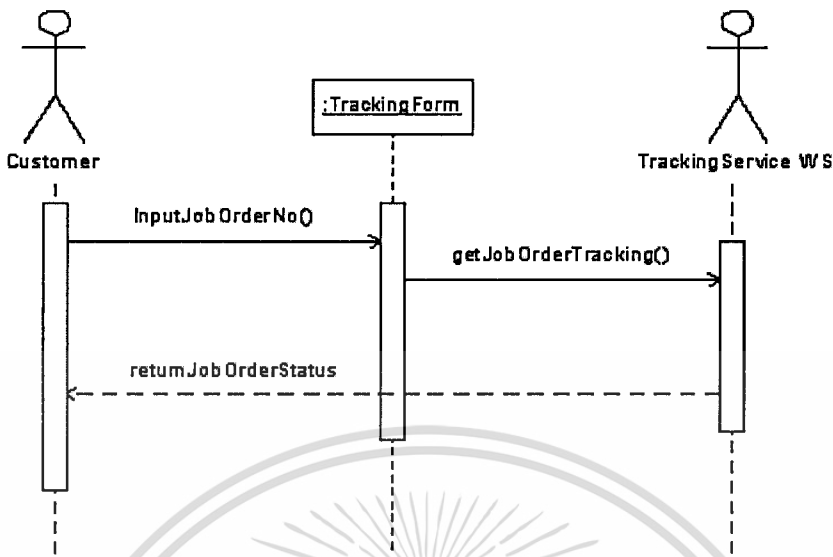 :TrackingForm
Customer
TrackingService WS
InputJobOrderNo()
getJobOrderTracking()
returnJobOrderStatus